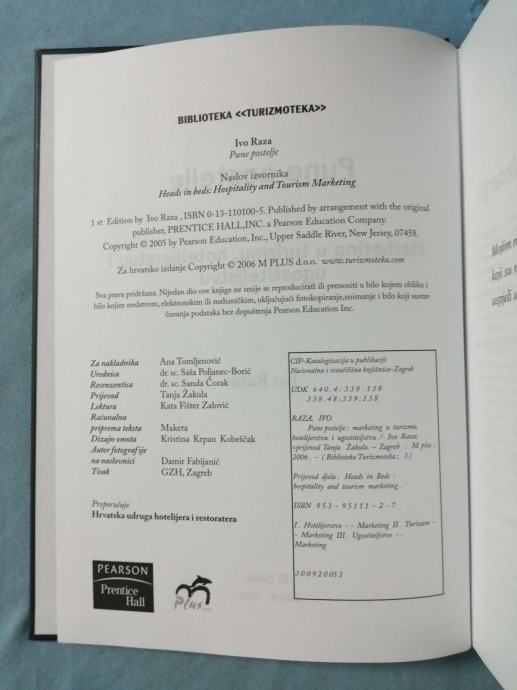 BIBLIOTEKA <<TURIZMOTEKA>>
Ivo Raza
Pune postelje
Naslov izvornika
Heads in beds: Hospitality and Tourism Marketing
1 st Edition by Ivo Raza , ISBN 0-13-110100-5. Published by arrangement with the original
publisher, PRENTICE HALL,INC. a Pearson Education Company.
Copyright © 2005 by Pearson Education, Inc., Upper Saddle River, New Jersey, 07458.
Za hrvatsko izdanje Copyright © 2006 M PLUS d.o.o. www.turizmoteka.com
Sva prava pridržana. Nijedan dio ove knjige ne smije se reproducirati ili prenositi u bilo kojem obliku i
bilo kojim sredstvom, elektronskim ili mehaničkim, uključujući fotokopiranje,snimanje i bilo koji sustav
čuvanja podataka bez dopuštenja Pearson Education Inc.
Za nakladnika Ana Tomljenović
Urednica dr. sc. Saša Poljanec-Borić
Recenzentica dr. sc. Sanda Čorak
Prijevod Tanja Žakula
Lektura Kata Fišter Zalović
Računalna
priprema teksta Maketa
Dizajn omota Kristina Krpan Kobeščak
Autor fotografije
na naslovnici Damir Fabijanić
Tisak GZH, Zagreb
Preporučuje
Hrvatska udruga hotelijera i restoratera
PEARSON
Prentice
Hall
Plus...
CIP-Katalogizacija u publikaciji
Nacionalna i sveučilišna knjižnica-Zagreb
UDK 640.4:339.138
338.48:339.138
RAZA, IVO
Pune postelje : marketing u turizmu,
hotelijerstvu i ugostiteljstvu / Ivo Raza;
<prijevod Tanja Žakula. - Zagreb : M plus ,
2006 . - ( Biblioteka Turizmoteka ; 3 )
Prijevod djela : Heads in Beds :
hospitality and tourism marketing .
ISBN 953-95111-2-7
I . Hotelijerstvo -- Marketing II . Turizam -
- Marketing III . Ugostiteljstvo --
Marketing
300920051
Mojim r
koji su m
uspjeli u